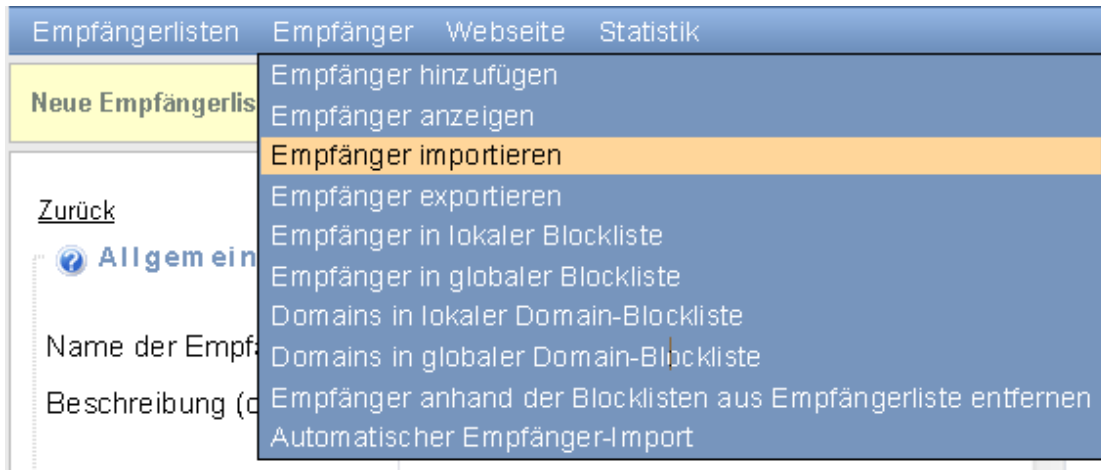 Empfängerlisten Empfänger Webseite Statistik
Neue Empfängerlis
Empfänger hinzufügen
Empfänger anzeigen
Empfänger importieren
Empfänger exportieren
Empfänger in lokaler Blockliste
Empfänger in globaler Blockliste
Domains in lokaler Domain-Blockliste
Domains in globaler Domain-Blockliste
Empfänger anhand der Blocklisten aus Empfängerliste entfernen
Automatischer Empfänger-Import
Zurück
Allgemein
Name der Empf
Beschreibung (